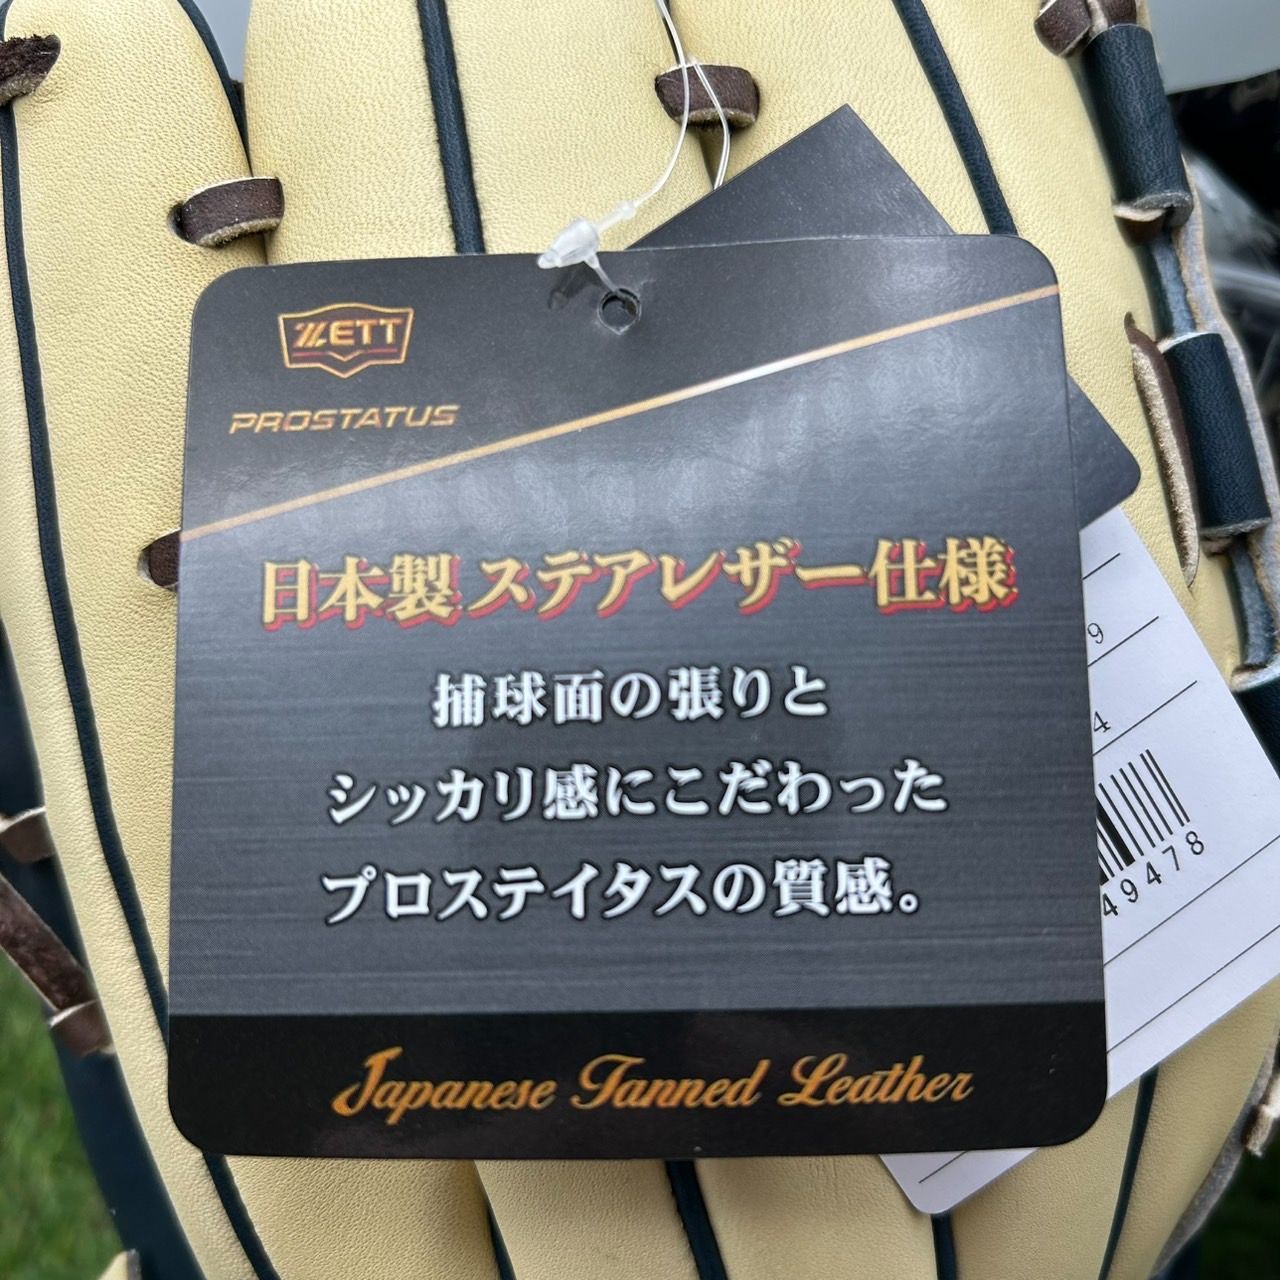 ZETT
PROSTATUS
日本製 ステアレザー仕様
捕球面の張りと
シッカリ感にこだわった
プロステイタスの質感。
Japanese Tanned Leather
9
4
49478